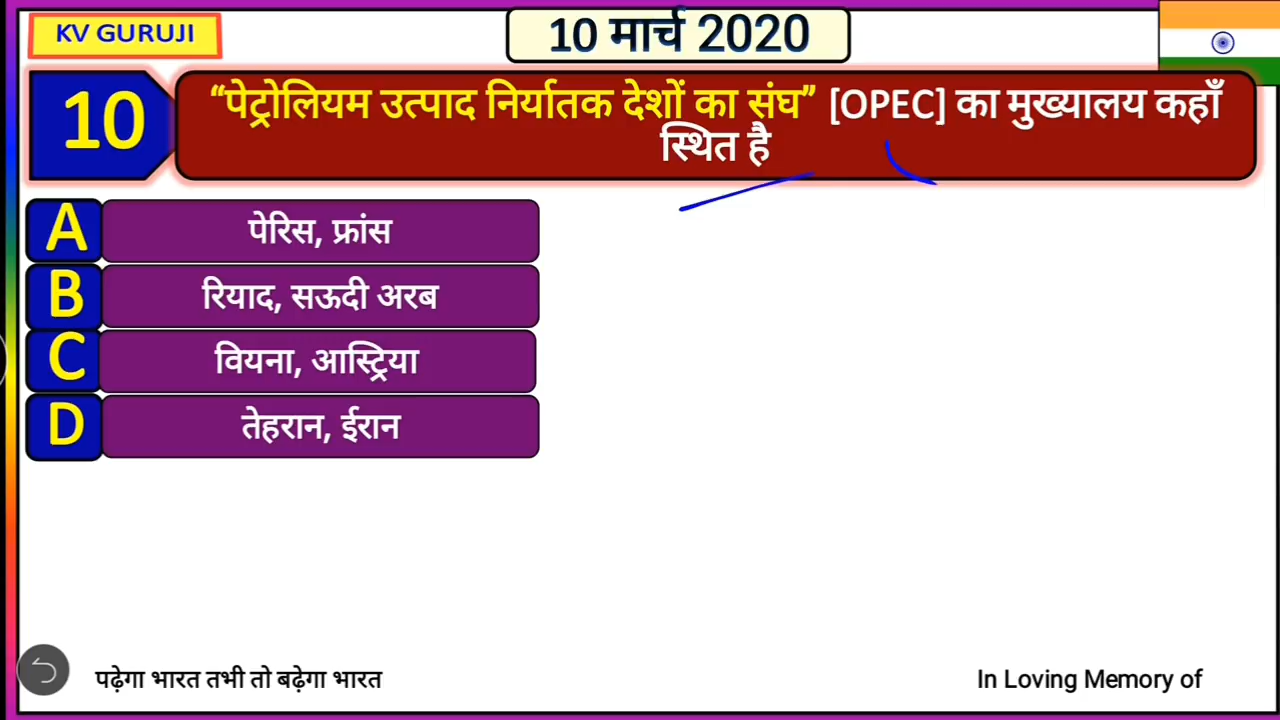 KV GURUJI
10 मार्च 2020
10
“पेट्रोलियम उत्पाद निर्यातक देशों का संघ” [OPEC] का मुख्यालय कहाँ
स्थित है
A
पेरिस, फ्रांस
B
रियाद, सऊदी अरब
C
वियना, आस्ट्रिया
D
तेहरान, ईरान
पढ़ेगा भारत तभी तो बढ़ेगा भारत
In Loving Memory of